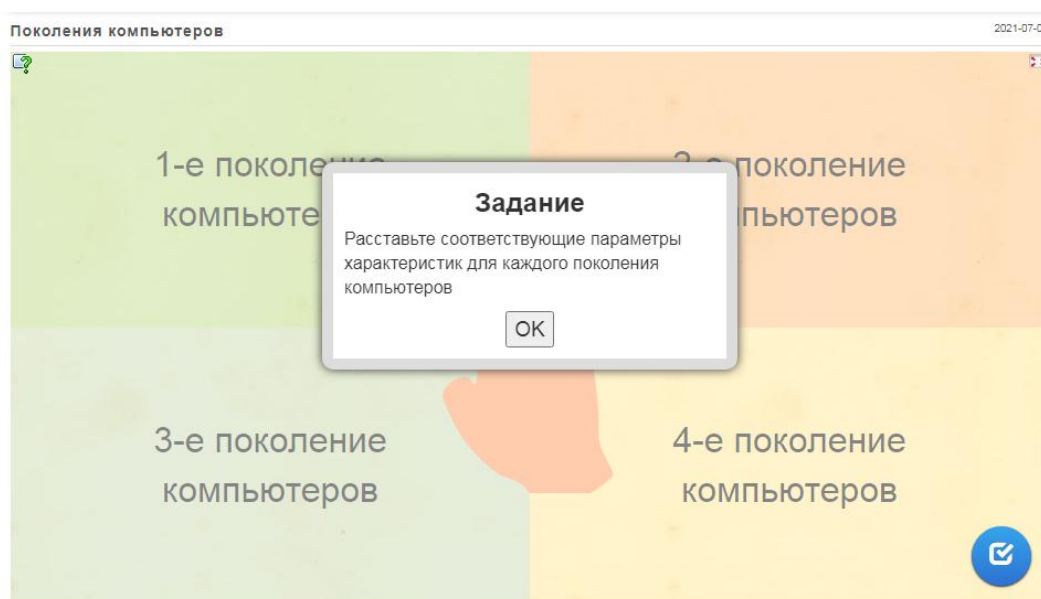 Поколения компьютеров
2021-07-0
1-е поколение
компьюте
поколение
пьютеров
Задание
Расставьте соответствующие параметры
характеристик для каждого поколения
компьютеров
OK
3-е поколение
компьютеров
4-е поколение
компьютеров